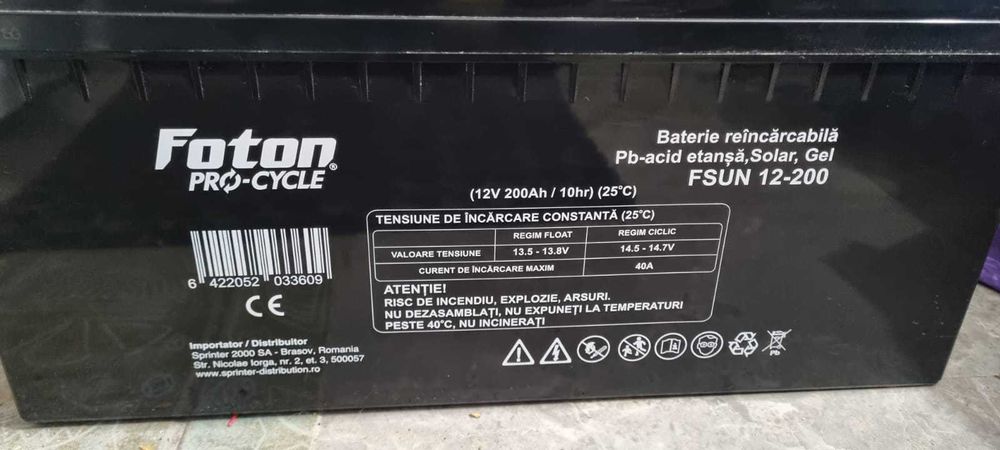 Foton®
PRO-CYCLE
Baterie reîncărcabilă
Pb-acid etanșă,Solar, Gel
FSUN 12-200
(12V 200Ah / 10hr) (25°C)
TENSIUNE DE ÎNCĂRCARE CONSTANTĂ (25°C)
REGIM FLOAT REGIM CICLIC
VALOARE TENSIUNE 13.5 - 13.8V 14.5 - 14.7V
CURENT DE ÎNCĂRCARE MAXIM 40A
ATENȚIE!
RISC DE INCENDIU, EXPLOZIE, ARSURI.
NU DEZASAMBLAȚI, NU EXPUNEȚI LA TEMPERATURI
PESTE 40°C, NU INCINERAȚI
6 422052 033609
CE
Importator / Distribuitor
Sprinter 2000 SA - Brasov, Romania
Str. Nicolae Iorga, nr. 2, et. 3, 500057
www.sprinter-distribution.ro
Pb